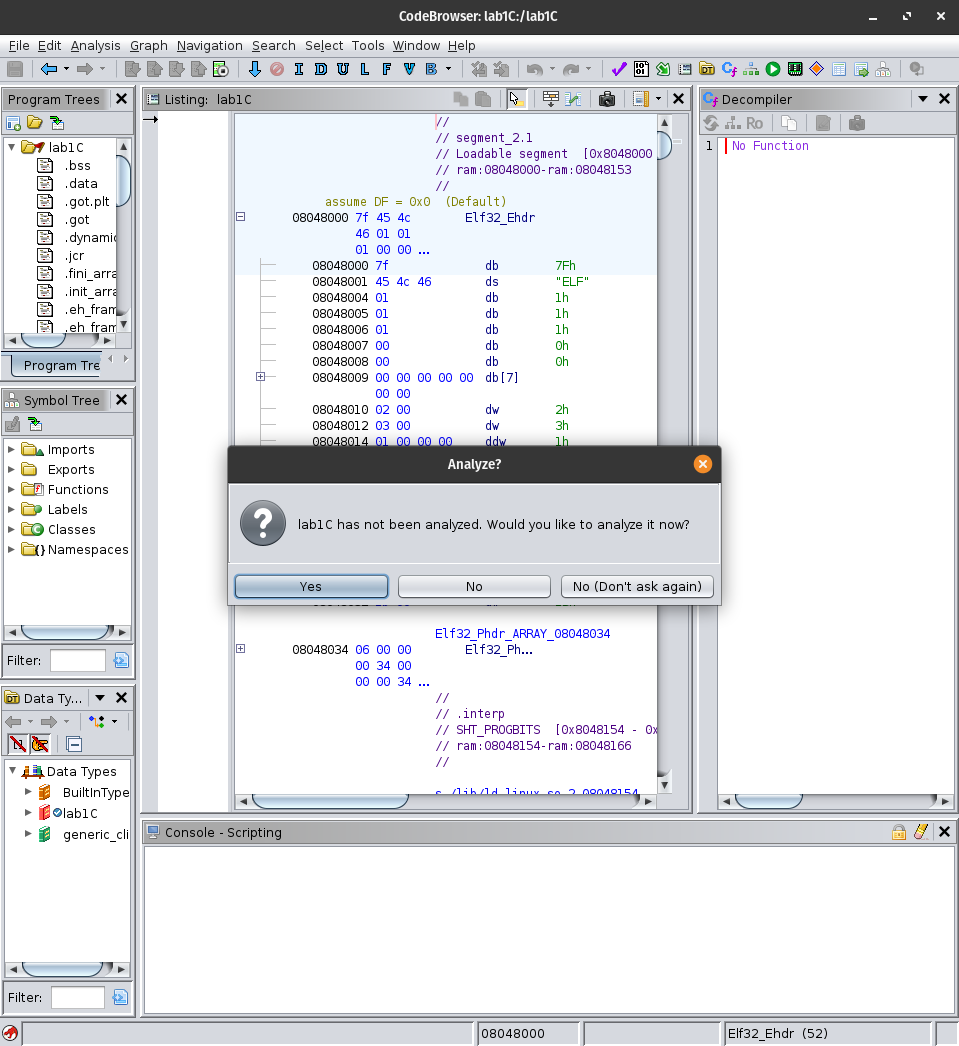 CodeBrowser: lab1C:/lab1C
File Edit Analysis Graph Navigation Search Select Tools Window Help
I D U L F V B
Program Trees
lab1C
.bss
.data
.got.plt
.got
.dynamic
.jcr
.fini_arra
.init_arra
.eh_fram
.eh_fram
Program Tre
Symbol Tree
Imports
Exports
Functions
Labels
Classes
Namespaces
Filter:
Data Ty...
Data Types
BuiltInType
lab1C
generic_cli
Filter:
Listing: lab1C
//
// segment_2.1
// Loadable segment [0x8048000
// ram:08048000-ram:08048153
//
assume DF = 0x0 (Default)
08048000 7f 45 4c Elf32_Ehdr
46 01 01
01 00 00 ...
08048000 7f db 7Fh
08048001 45 4c 46 ds "ELF"
08048004 01 db 1h
08048005 01 db 1h
08048006 01 db 1h
08048007 00 db 0h
08048008 00 db 0h
08048009 00 00 00 00 00 db[7]
00 00
08048010 02 00 dw 2h
08048012 03 00 dw 3h
08048014 01 00 00 00 ddw 1h
Analyze?
lab1C has not been analyzed. Would you like to analyze it now?
Yes No No (Don't ask again)
Elf32_Phdr_ARRAY_08048034
08048034 06 00 00 Elf32_Ph...
00 34 00
00 00 34 ...
//
// .interp
// SHT_PROGBITS [0x8048154 - 0x
// ram:08048154-ram:08048166
//
s_/lib/ld_linux.so.2_08048154
Decompiler
Ro
1 No Function
Console - Scripting
08048000
Elf32_Ehdr (52)